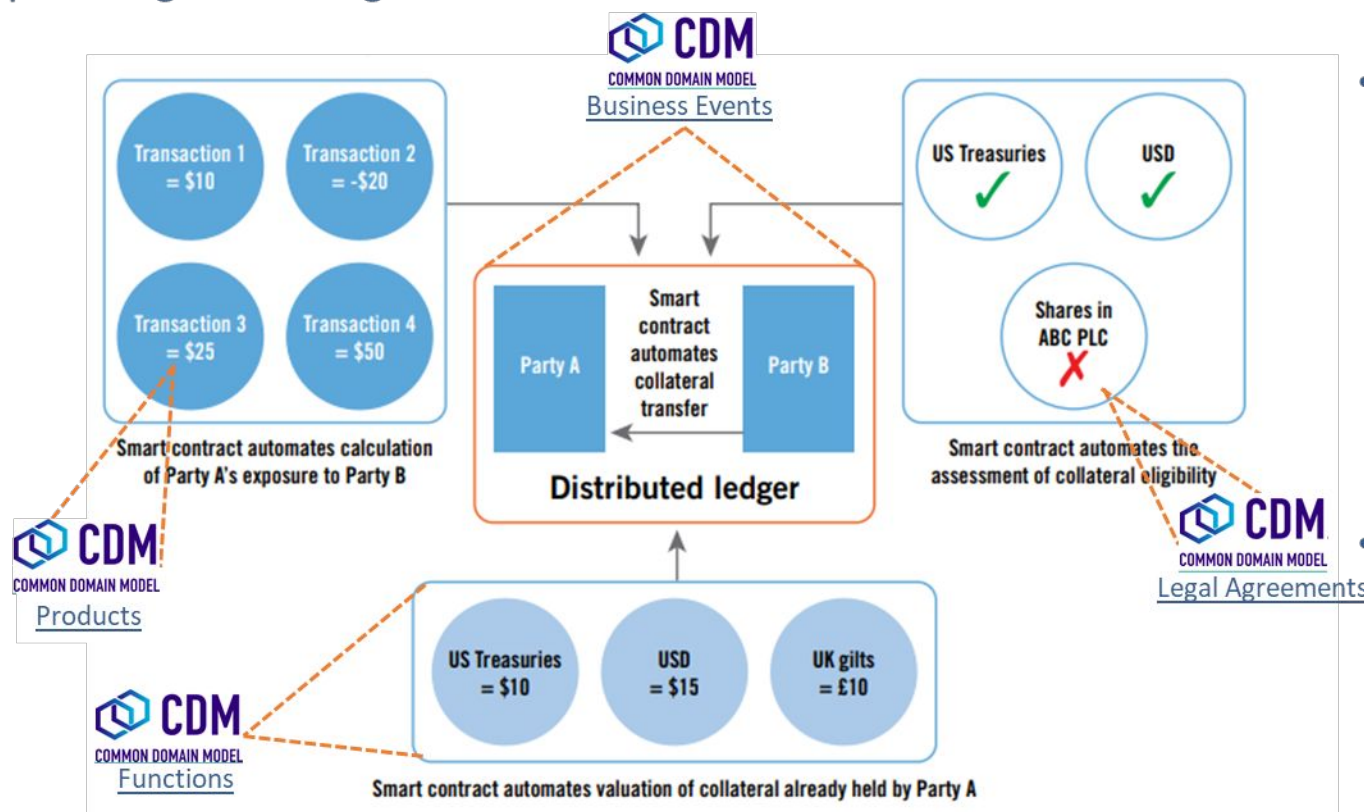 CDM
COMMON DOMAIN MODEL
Business Events
Transaction 1
= $10
Transaction 2
= -$20
Transaction 3
= $25
Transaction 4
= $50
Smart contract automates calculation
of Party A's exposure to Party B
US Treasuries
✓
USD
✓
Shares in
ABC PLC
✗
Smart contract automates the
assessment of collateral eligibility
Party A
Smart
contract
automates
collateral
transfer
Party B
Distributed ledger
CDM
COMMON DOMAIN MODEL
Products
CDM
COMMON DOMAIN MODEL
Legal Agreements
US Treasuries
= $10
USD
= $15
UK gilts
= £10
CDM
COMMON DOMAIN MODEL
Functions
Smart contract automates valuation of collateral already held by Party A